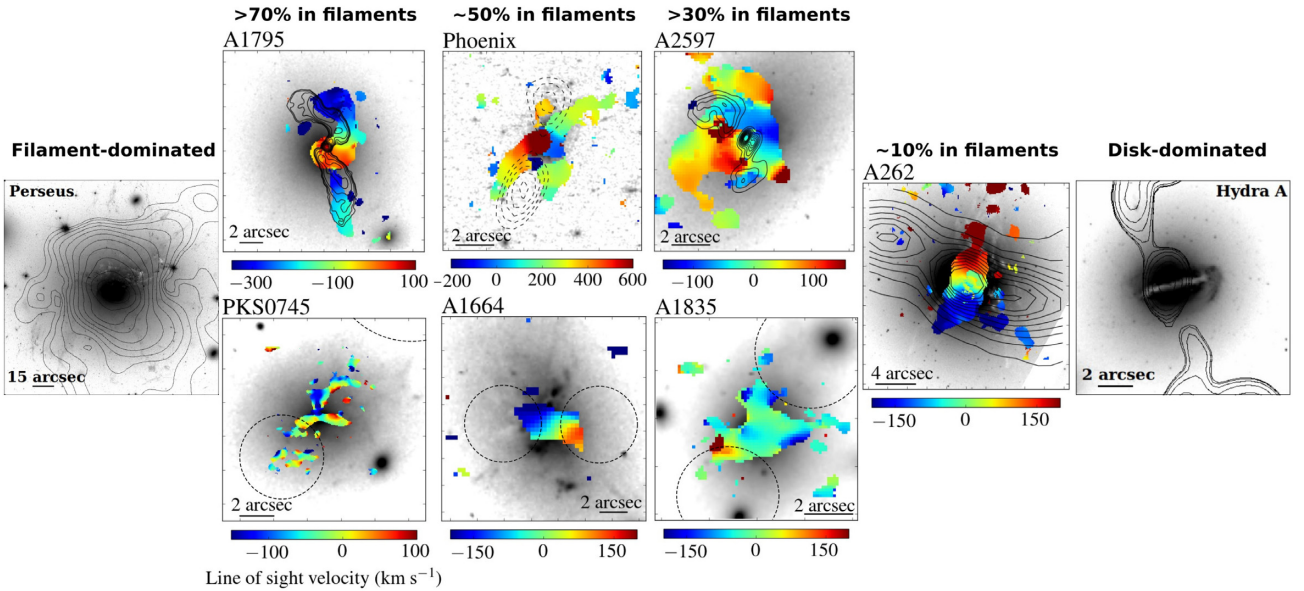 >70% in filaments
~50% in filaments
>30% in filaments
A1795
Phoenix
A2597
Filament-dominated
~10% in filaments
Disk-dominated
A262
Perseus
Hydra A
2 arcsec
2 arcsec
2 arcsec
−300 −100 100
−200 0 200 400 600
−100 0 100
PKS0745
A1664
A1835
15 arcsec
4 arcsec
2 arcsec
−150 0 150
2 arcsec
2 arcsec
2 arcsec
−100 0 100
−150 0 150
−150 0 150
Line of sight velocity (km s⁻¹)